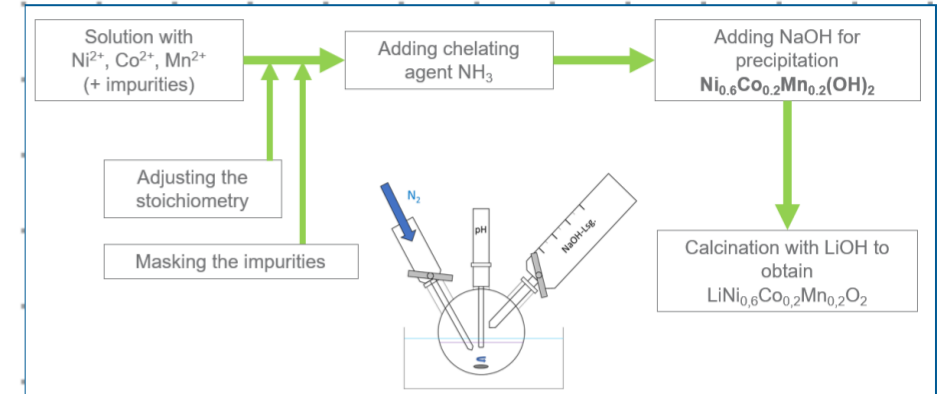 Solution with
Ni²⁺, Co²⁺, Mn²⁺
(+ impurities)
Adding chelating
agent NH₃
Adding NaOH for
precipitation
Ni₀.₆Co₀.₂Mn₀.₂(OH)₂
Adjusting the
stoichiometry
Masking the impurities
N₂
pH
NaOH-Lsg.
Calcination with LiOH to
obtain
LiNi₀,₆Co₀,₂Mn₀,₂O₂